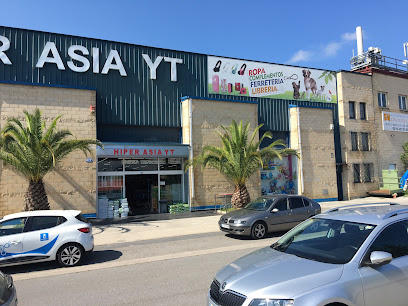 R ASIA YT
ROPA
COMPLEMENTOS
FERRETERIA
LIBRERIA
HIPER ASIA YT